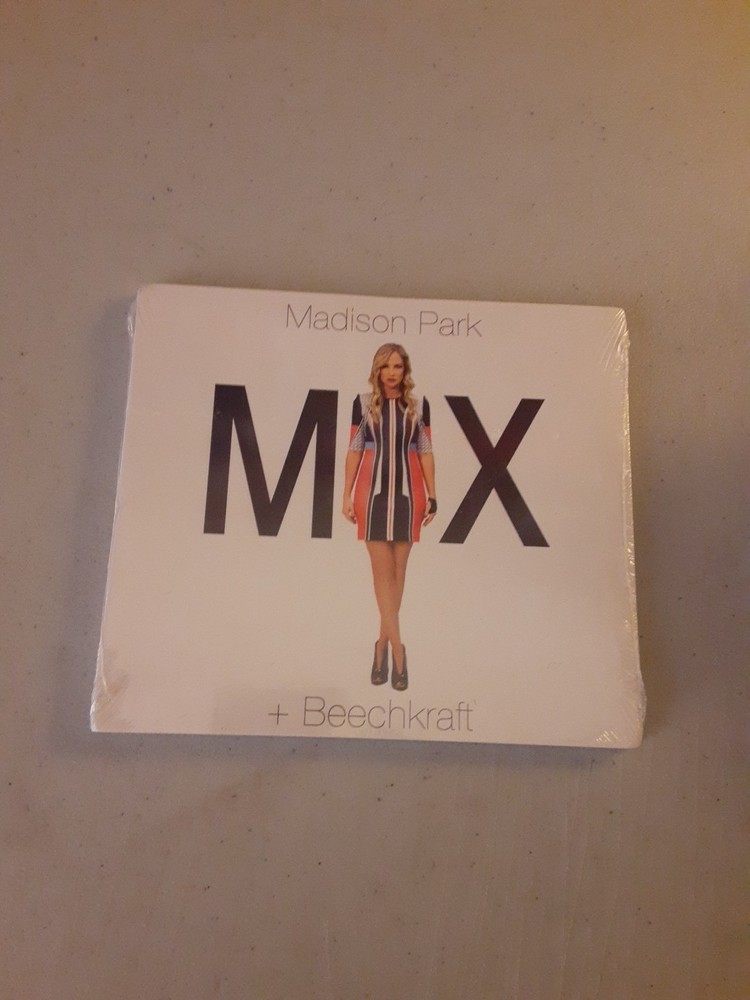 Madison Park
MIX
+ Beechkraft